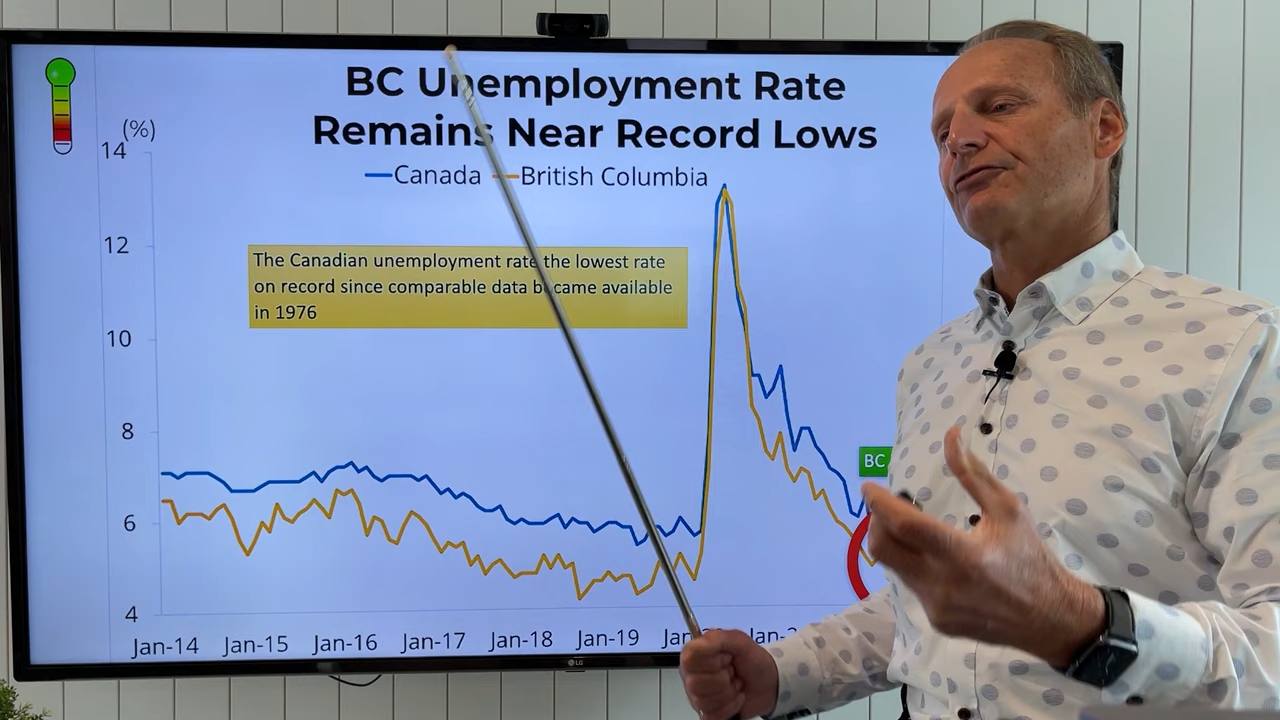 BC Unemployment Rate
Remains Near Record Lows
(%)
Canada British Columbia
14
12
10
8
6
4
The Canadian unemployment rate the lowest rate
on record since comparable data became available
in 1976
BC
Jan-14 Jan-15 Jan-16 Jan-17 Jan-18 Jan-19
LG